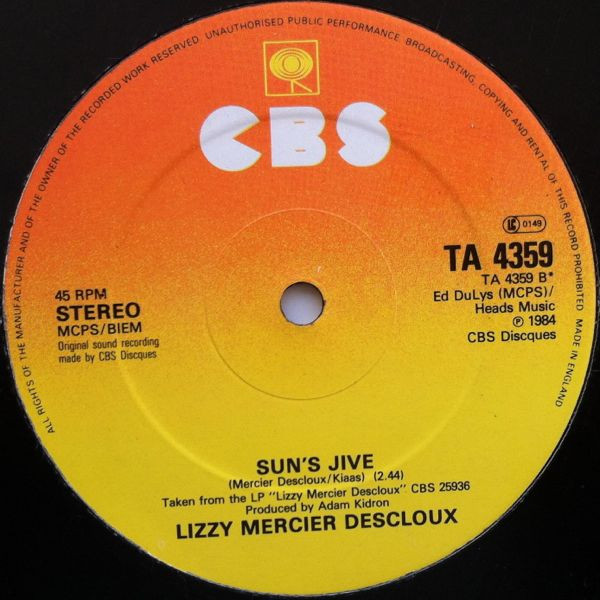 ALL RIGHTS OF THE MANUFACTURER AND OF THE OWNER OF THE RECORDED WORK RESERVED. UNAUTHORISED PUBLIC PERFORMANCE, BROADCASTING, COPYING AND RENTAL OF THIS RECORD PROHIBITED. MADE IN ENGLAND
CBS
LC 0149
TA 4359
TA 4359 B*
Ed DuLys (MCPS)/
Heads Music
℗ 1984
CBS Disques
45 RPM
STEREO
MCPS/BIEM
Original sound recording
made by CBS Disques
SUN'S JIVE
(Mercier Descloux/Kiaas) (2.44)
Taken from the LP "Lizzy Mercier Descloux" CBS 25936
Produced by Adam Kidron
LIZZY MERCIER DESCLOUX